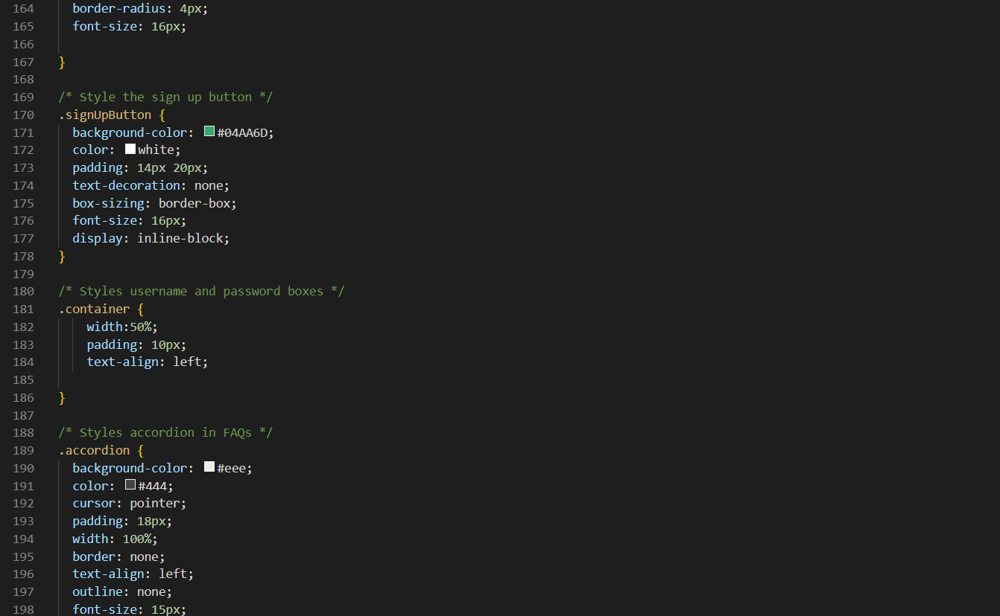 164 border-radius: 4px;
165 font-size: 16px;
166
167 }
168
169 /* Style the sign up button */
170 .signUpButton {
171 background-color: #04AA6D;
172 color: white;
173 padding: 14px 20px;
174 text-decoration: none;
175 box-sizing: border-box;
176 font-size: 16px;
177 display: inline-block;
178 }
179
180 /* Styles username and password boxes */
181 .container {
182 width:50%;
183 padding: 10px;
184 text-align: left;
185
186 }
187
188 /* Styles accordion in FAQs */
189 .accordion {
190 background-color: #eee;
191 color: #444;
192 cursor: pointer;
193 padding: 18px;
194 width: 100%;
195 border: none;
196 text-align: left;
197 outline: none;
198 font-size: 15px;